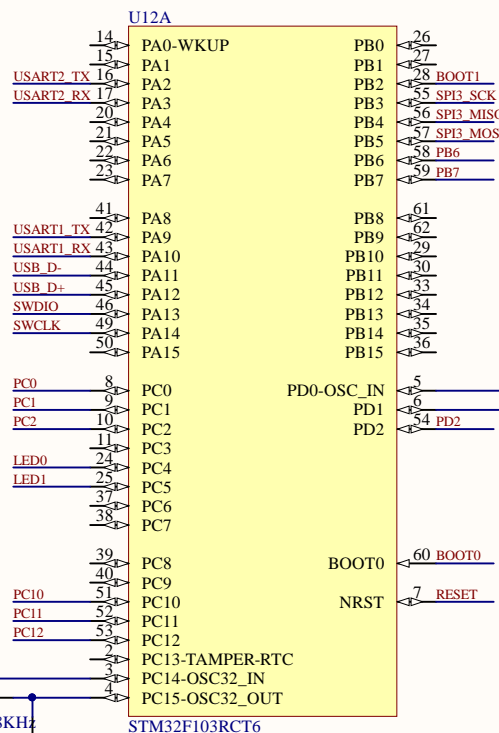 U12A
14 PA0-WKUP PB0 26
15 PA1 PB1 27
USART2_TX 16 PA2 PB2 28 BOOT1
USART2_RX 17 PA3 PB3 55 SPI3_SCK
20 PA4 PB4 56 SPI3_MISO
21 PA5 PB5 57 SPI3_MOS
22 PA6 PB6 58 PB6
23 PA7 PB7 59 PB7
41 PA8 PB8 61
USART1_TX 42 PA9 PB9 62
USART1_RX 43 PA10 PB10 29
USB_D- 44 PA11 PB11 30
USB_D+ 45 PA12 PB12 33
SWDIO 46 PA13 PB13 34
SWCLK 49 PA14 PB14 35
50 PA15 PB15 36
PC0 8 PC0 PD0-OSC_IN 5
PC1 9 PC1 PD1 6
PC2 10 PC2 PD2 54 PD2
11 PC3
LED0 24 PC4
LED1 25 PC5
37 PC6
38 PC7
39 PC8 BOOT0 60 BOOT0
40 PC9
PC10 51 PC10 NRST 7 RESET
PC11 52 PC11
PC12 53 PC12
2 PC13-TAMPER-RTC
3 PC14-OSC32_IN
4 PC15-OSC32_OUT
8KHz
STM32F103RCT6